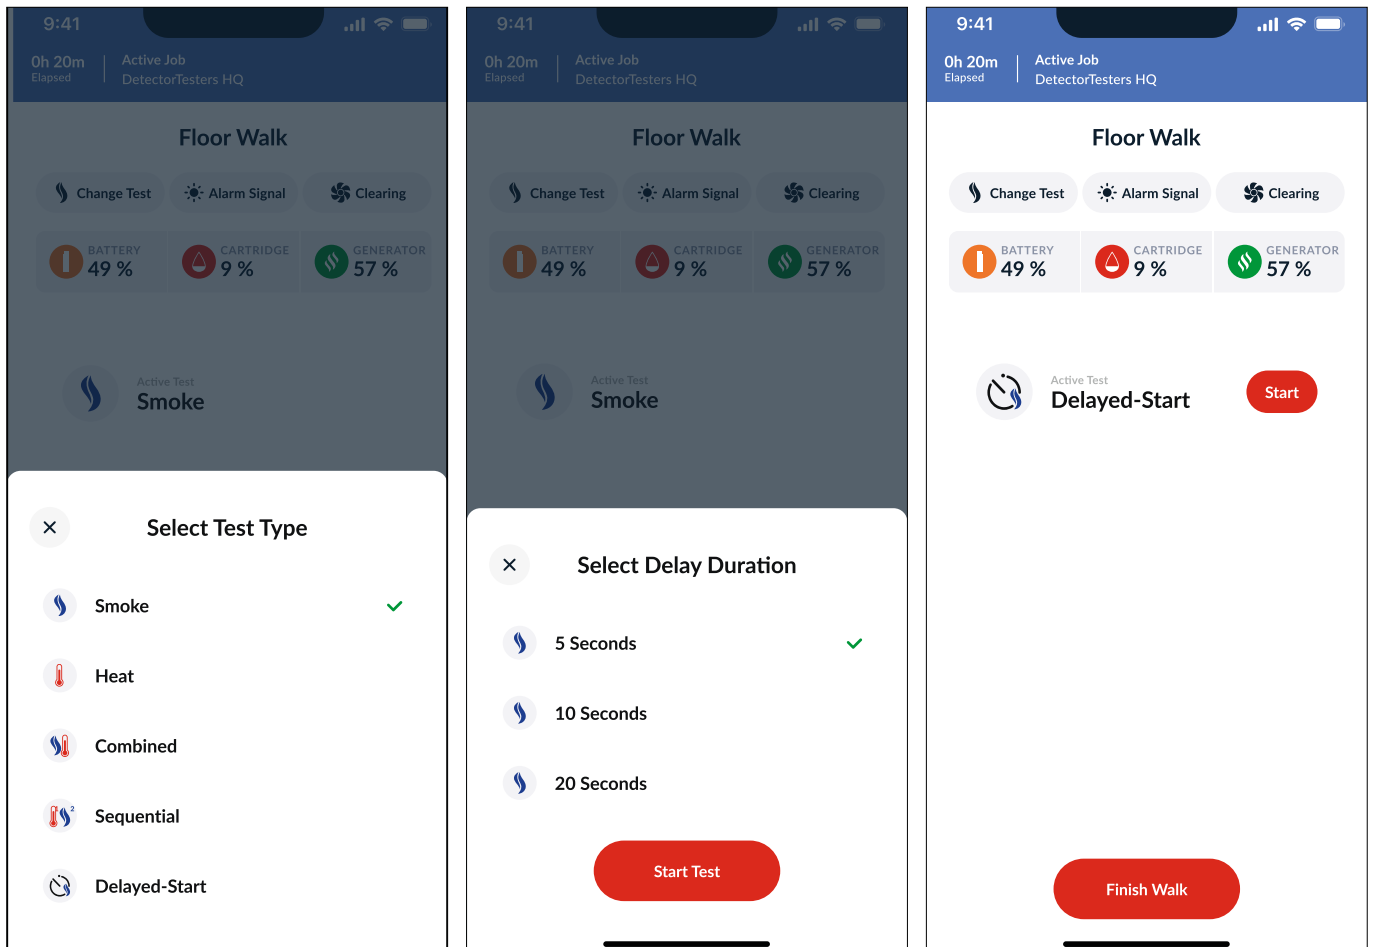 9:41
0h 20m
Elapsed
Active Job
DetectorTesters HQ
Floor Walk
Change Test
Alarm Signal
Clearing
BATTERY
49 %
CARTRIDGE
9 %
GENERATOR
57 %
Active Test
Smoke
Select Test Type
Smoke
Heat
Combined
2
Sequential
Delayed-Start
9:41
0h 20m
Elapsed
Active Job
DetectorTesters HQ
Floor Walk
Change Test
Alarm Signal
Clearing
BATTERY
49 %
CARTRIDGE
9 %
GENERATOR
57 %
Active Test
Smoke
Select Delay Duration
5 Seconds
10 Seconds
20 Seconds
Start Test
9:41
0h 20m
Elapsed
Active Job
DetectorTesters HQ
Floor Walk
Change Test
Alarm Signal
Clearing
BATTERY
49 %
CARTRIDGE
9 %
GENERATOR
57 %
Active Test
Delayed-Start
Start
Finish Walk